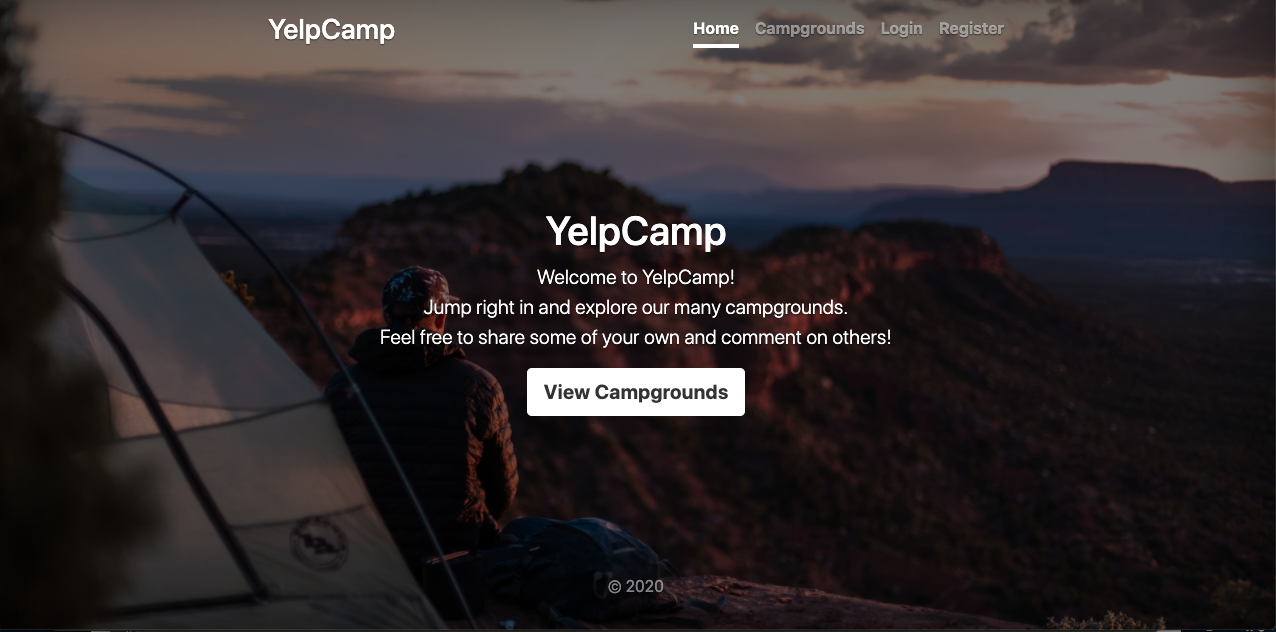 YelpCamp
Home Campgrounds Login Register
YelpCamp
Welcome to YelpCamp!
Jump right in and explore our many campgrounds.
Feel free to share some of your own and comment on others!
View Campgrounds
© 2020